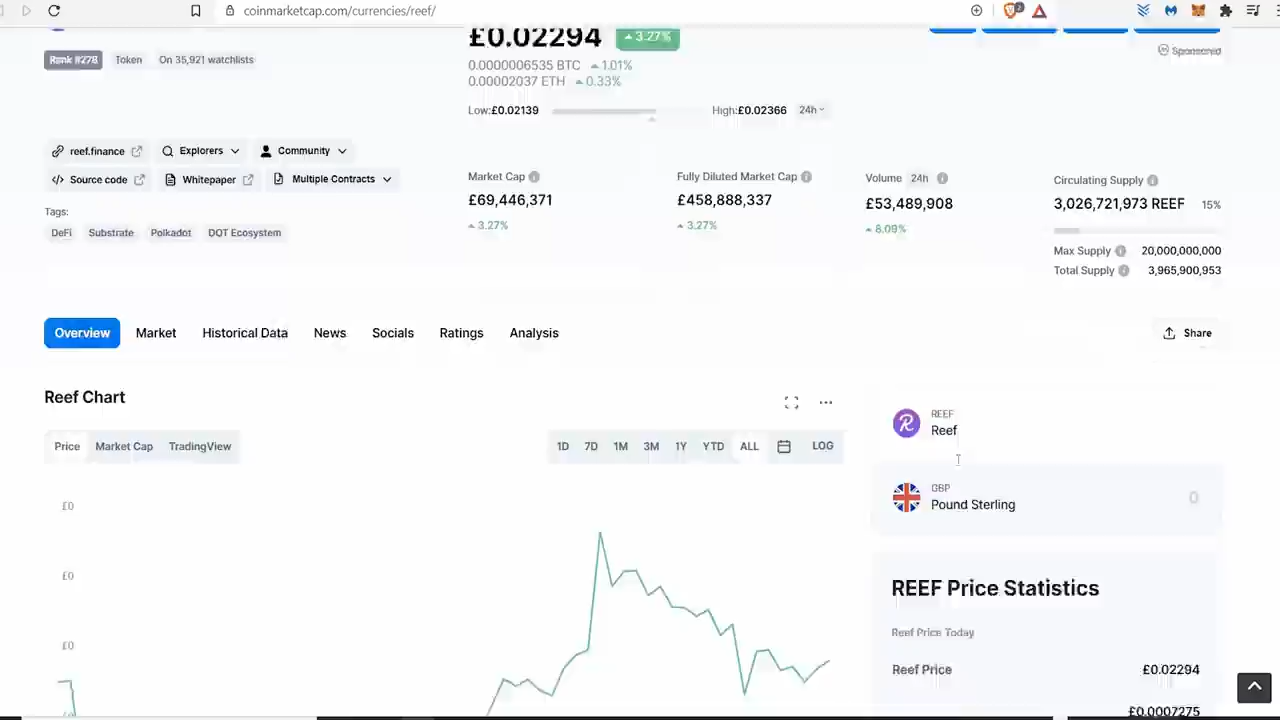 coinmarketcap.com/currencies/reef/
£0.02294 3.27%
Rank #278 Token On 35,921 watchlists
0.0000006535 BTC 1.01%
0.00002037 ETH 0.33%
Sponsored
Low:£0.02139 High:£0.02366 24h
reef.finance Explorers Community
Source code Whitepaper Multiple Contracts
Tags:
DeFi Substrate Polkadot DOT Ecosystem
Market Cap
£69,446,371
3.27%
Fully Diluted Market Cap
£458,888,337
3.27%
Volume 24h
£53,489,908
8.09%
Circulating Supply
3,026,721,973 REEF 15%
Max Supply 20,000,000,000
Total Supply 3,965,900,953
Overview Market Historical Data News Socials Ratings Analysis Share
Reef Chart
Price Market Cap TradingView 1D 7D 1M 3M 1Y YTD ALL LOG
£0
£0
£0
£0
REEF
Reef
GBP
Pound Sterling 0
REEF Price Statistics
Reef Price Today
Reef Price £0.02294
£0.0007275